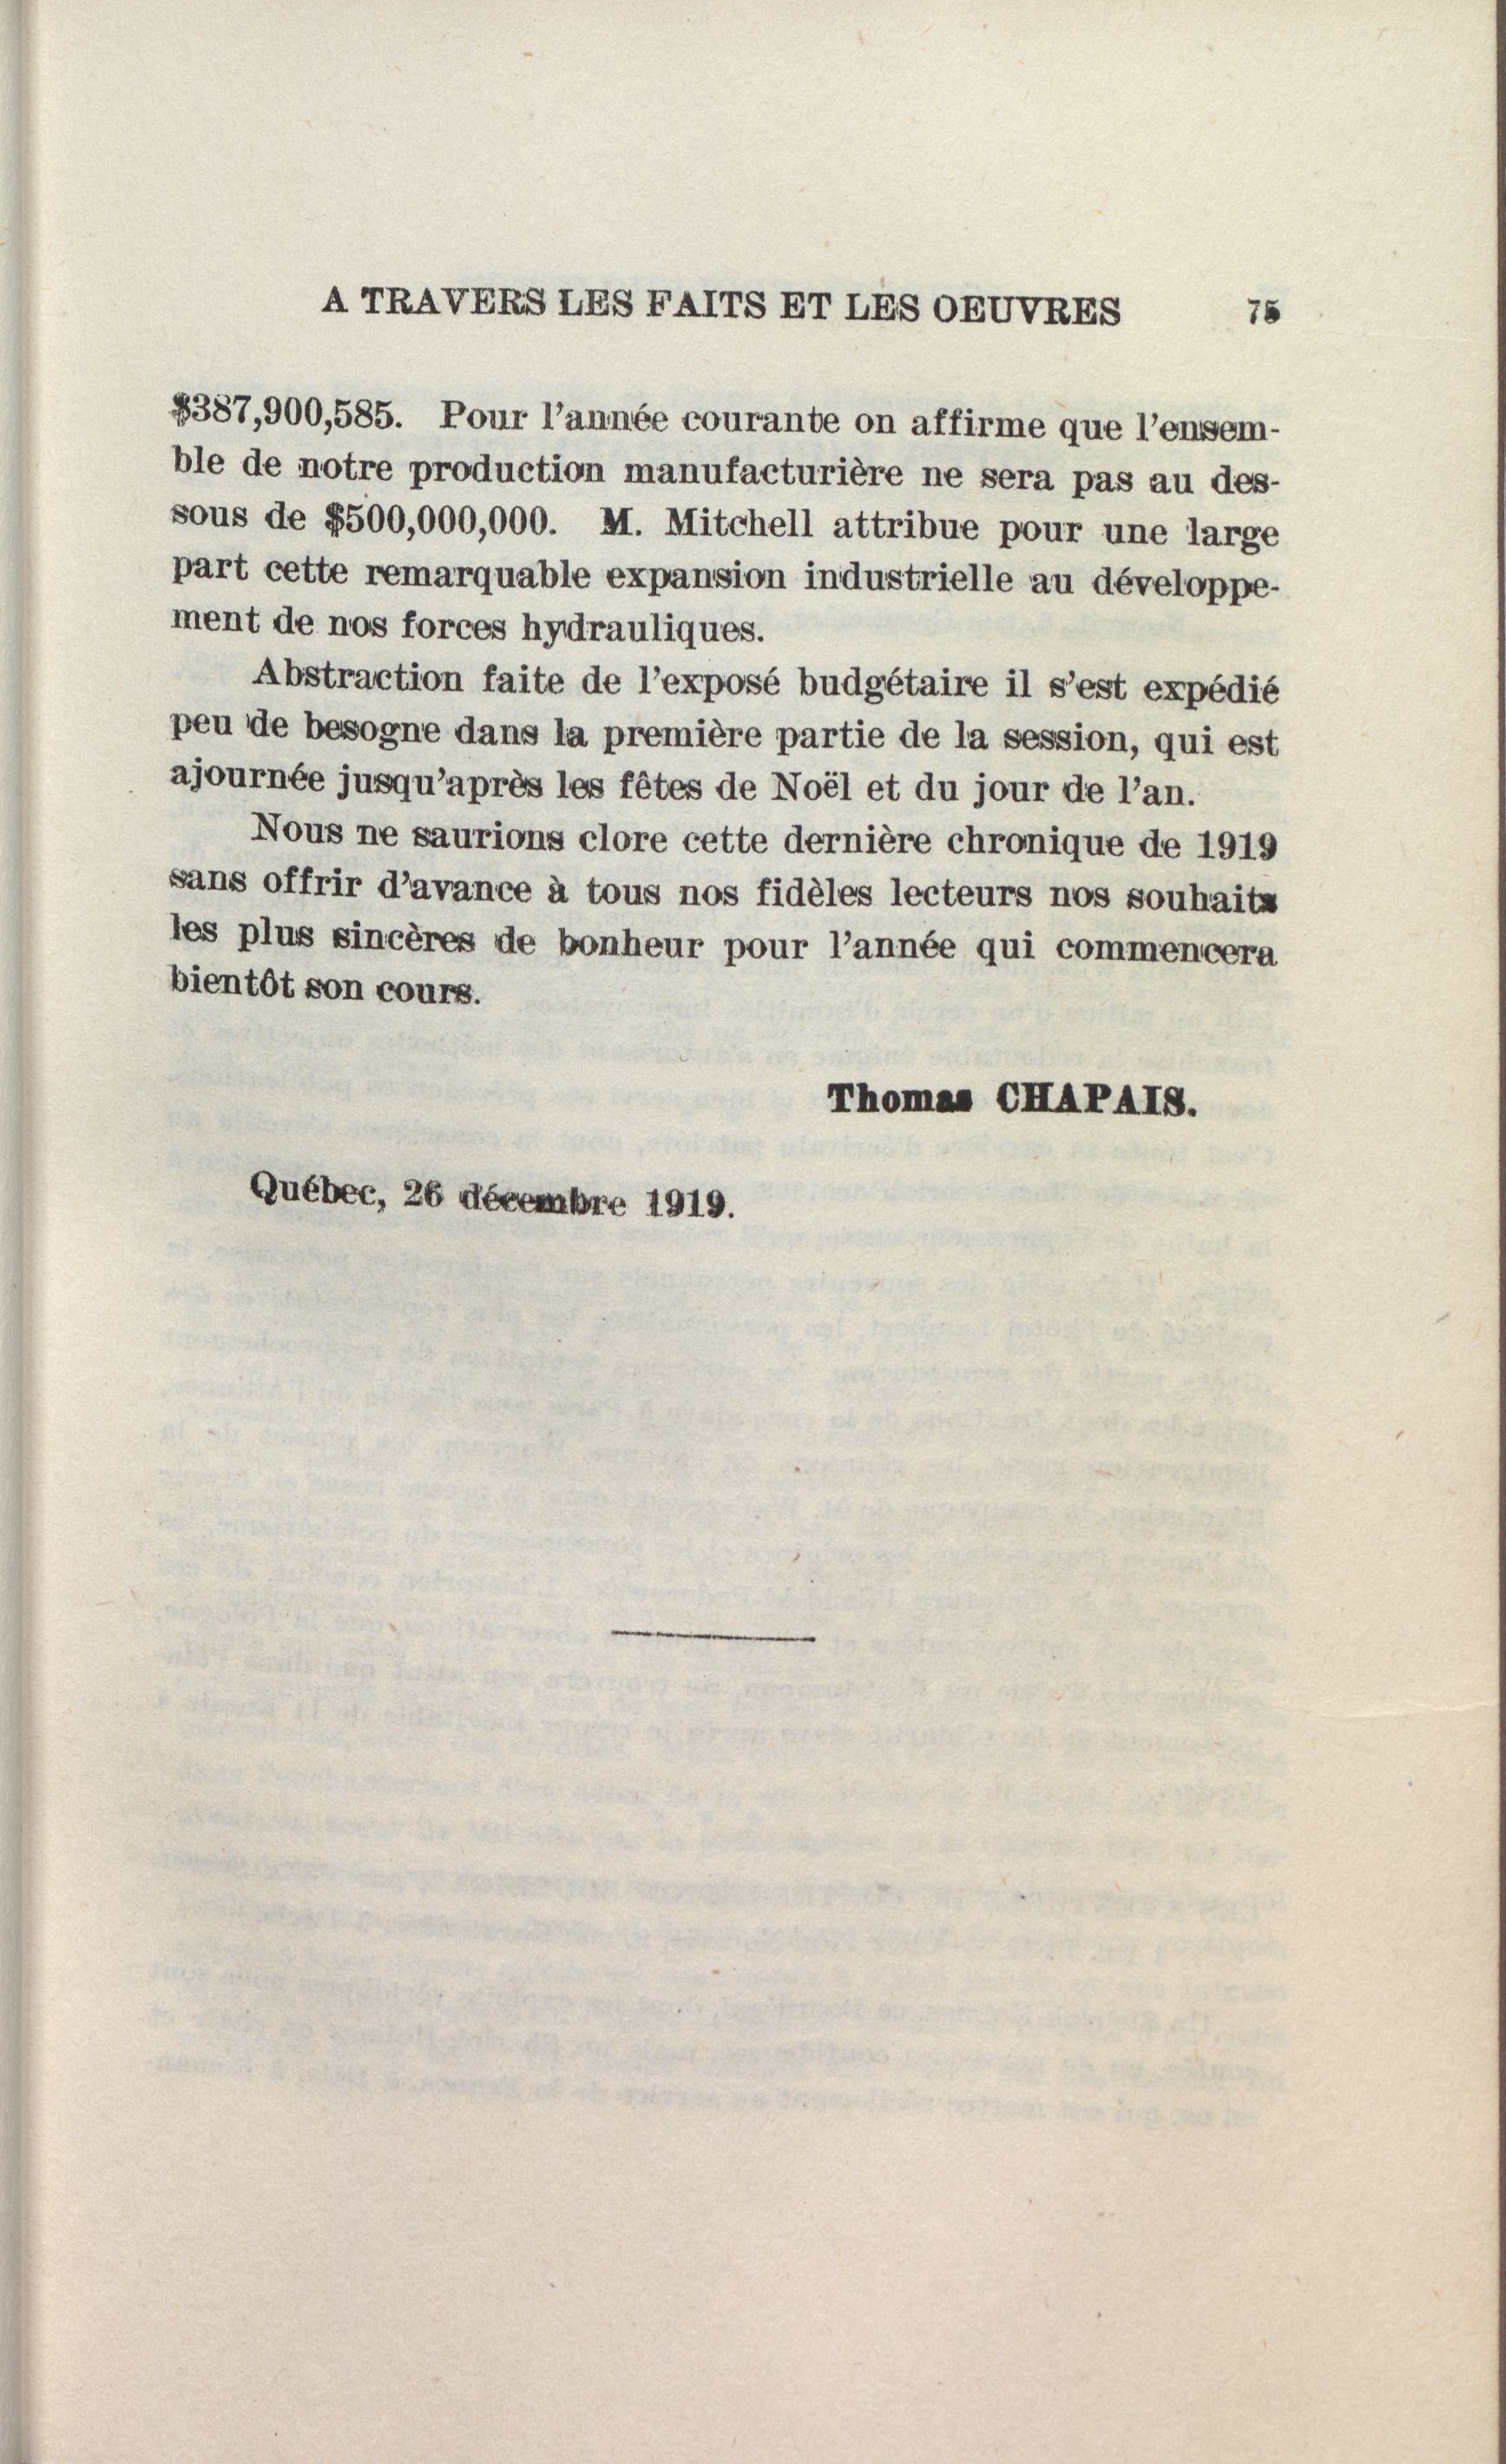 A TRAVERS LES FAITS ET LES OEUVRES 75
$387,900,585. Pour l'année courante on affirme que l'ensem-
ble de notre production manufacturière ne sera pas au des-
sous de $500,000,000. M. Mitchell attribue pour une large
part cette remarquable expansion industrielle au développe-
ment de nos forces hydrauliques.
Abstraction faite de l'exposé budgétaire il s'est expédié
peu de besogne dans la première partie de la session, qui est
ajournée jusqu'après les fêtes de Noël et du jour de l'an.
Nous ne saurions clore cette dernière chronique de 1919
sans offrir d'avance à tous nos fidèles lecteurs nos souhaits
les plus sincères de bonheur pour l'année qui commencera
bientôt son cours.
Thomas CHAPAIS.
Québec, 26 décembre 1919.